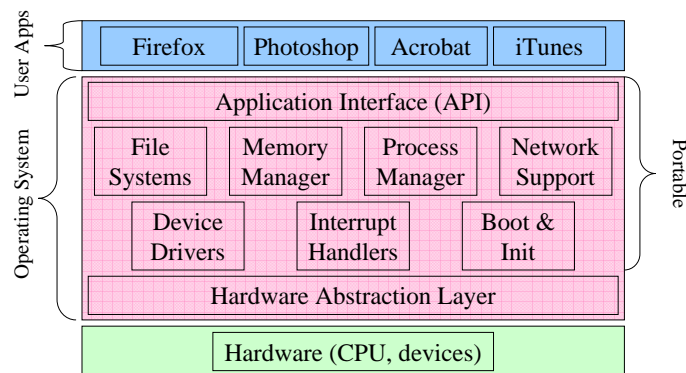 User Apps
Firefox
Photoshop
Acrobat
iTunes
Operating System
Application Interface (API)
File
Systems
Memory
Manager
Process
Manager
Network
Support
Device
Drivers
Interrupt
Handlers
Boot &
Init
Hardware Abstraction Layer
Portable
Hardware (CPU, devices)